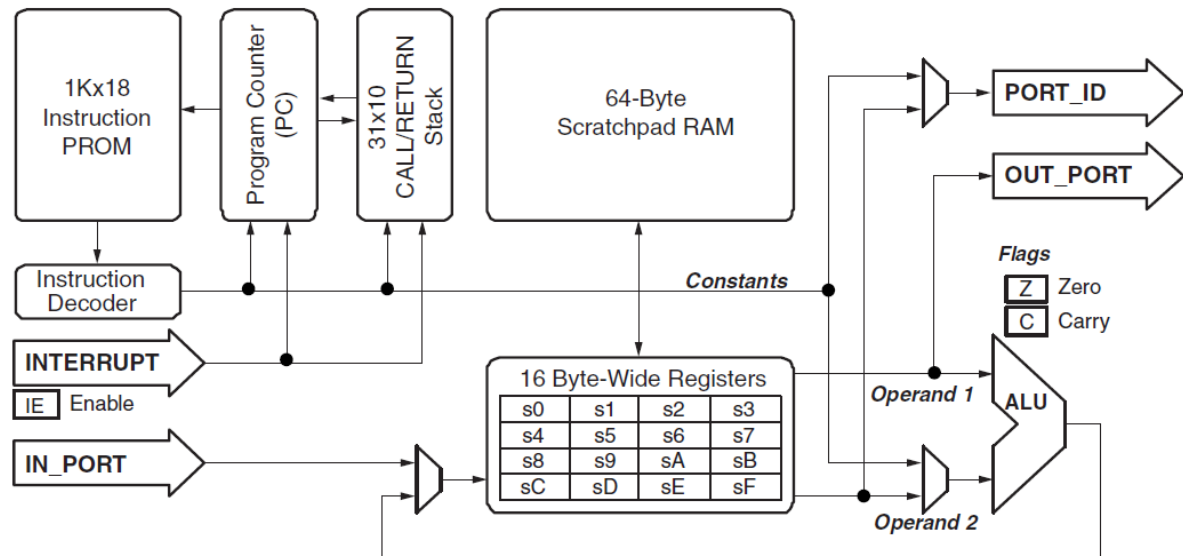 1Kx18
Instruction
PROM
Program Counter
(PC)
31x10
CALL/RETURN
Stack
64-Byte
Scratchpad RAM
PORT_ID
OUT_PORT
Instruction
Decoder
Constants
Flags
Z Zero
C Carry
INTERRUPT
IE Enable
IN_PORT
16 Byte-Wide Registers
s0 s1 s2 s3
s4 s5 s6 s7
s8 s9 sA sB
sC sD sE sF
Operand 1
ALU
Operand 2